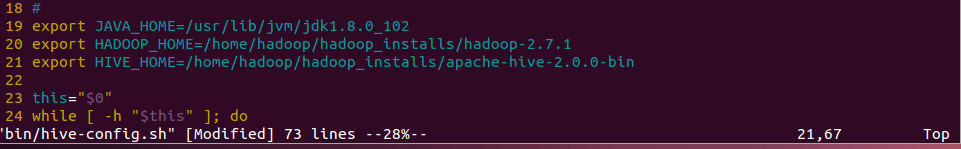 18 #
19 export JAVA_HOME=/usr/lib/jvm/jdk1.8.0_102
20 export HADOOP_HOME=/home/hadoop/hadoop_installs/hadoop-2.7.1
21 export HIVE_HOME=/home/hadoop/hadoop_installs/apache-hive-2.0.0-bin
22
23 this="$0"
24 while [ -h "$this" ]; do
"bin/hive-config.sh" [Modified] 73 lines --28%-- 21,67 Top